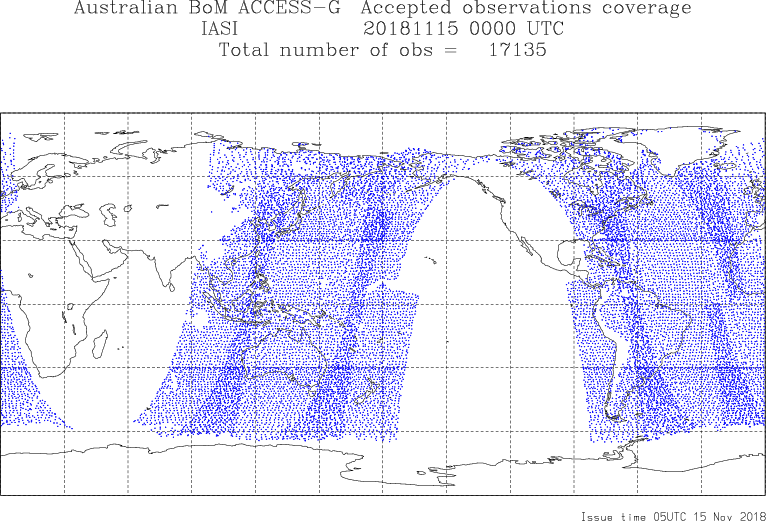 Australian BoM ACCESS-G Accepted observations coverage
IASI 20181115 0000 UTC
Total number of obs = 17135
Issue time 05UTC 15 Nov 2018